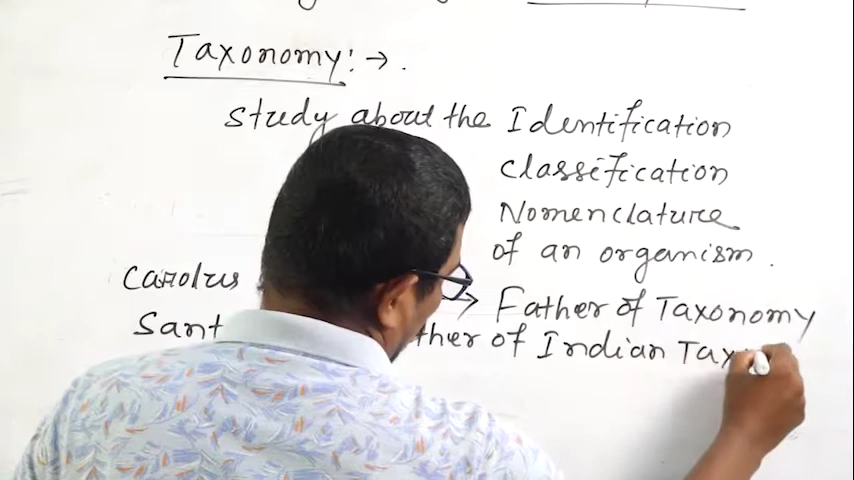 Taxonomy:→.
study about the Identification
classification
Nomenclature
of an organism.
Carolus → Father of Taxonomy
Sant ther of Indian Tax